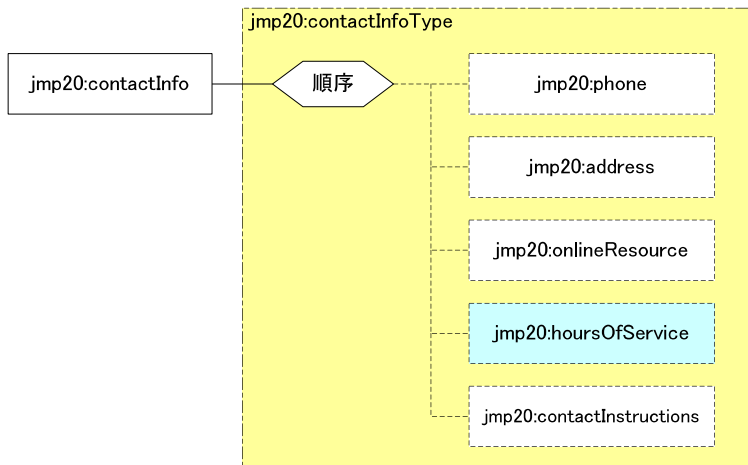 jmp20:contactInfoType
jmp20:contactInfo
順序
jmp20:phone
jmp20:address
jmp20:onlineResource
jmp20:hoursOfService
jmp20:contactInstructions